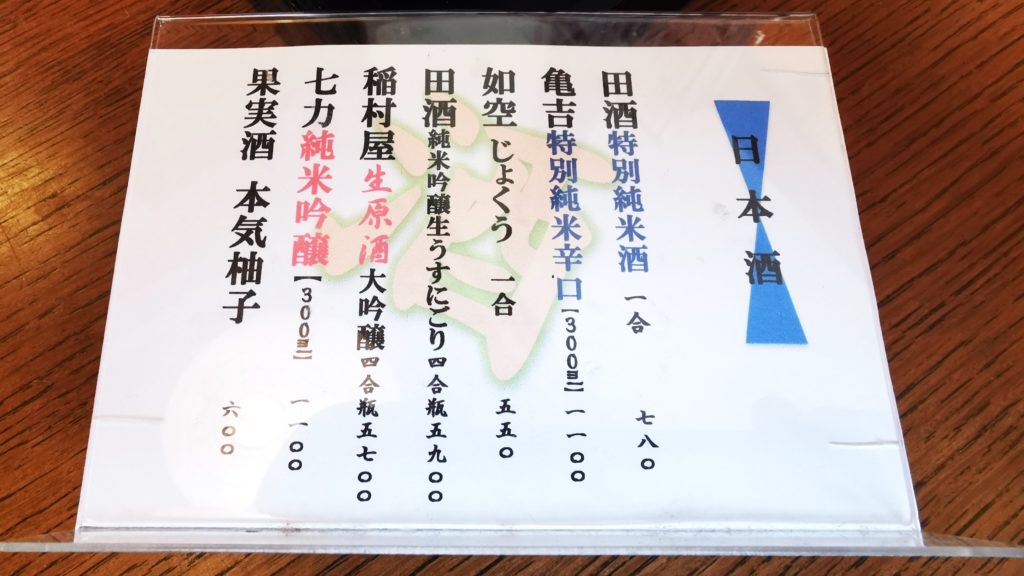 日本酒
田酒 特別純米酒 一合 七八〇
亀吉 特別純米辛口【300ml】 一一〇〇
如空 じょくう 一合 五五〇
田酒 純米吟醸生うすにごり 四合瓶 五九〇〇
稲村屋 生原酒 大吟醸 四合瓶 五七〇〇
七力 純米吟醸【300ml】 一一〇〇
果実酒 本気柚子 六〇〇
酒